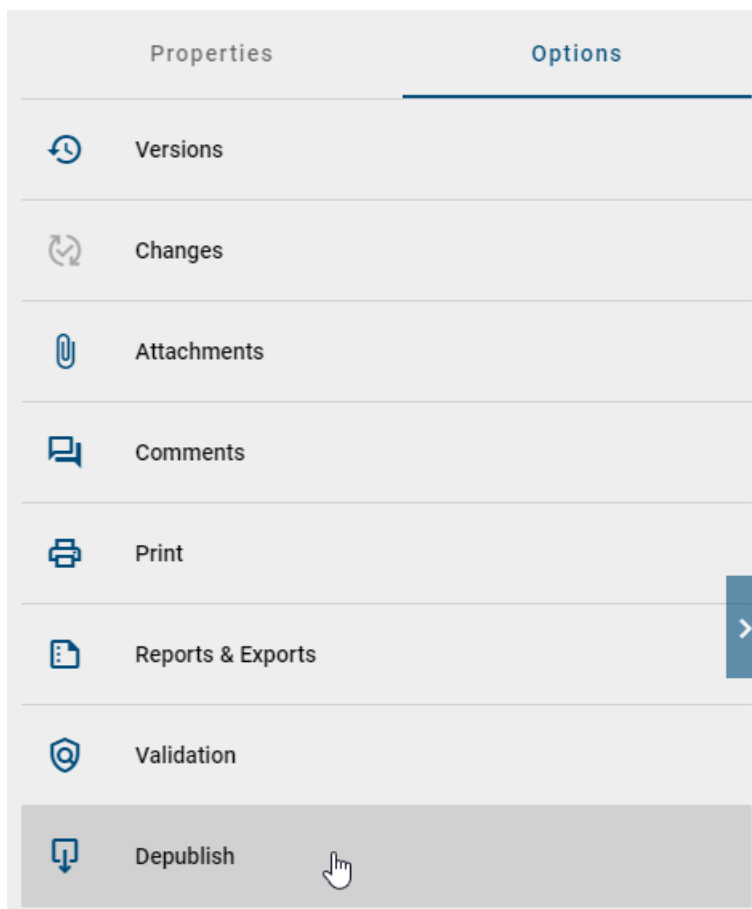 Properties Options
Versions
Changes
Attachments
Comments
Print
Reports & Exports
Validation
Depublish